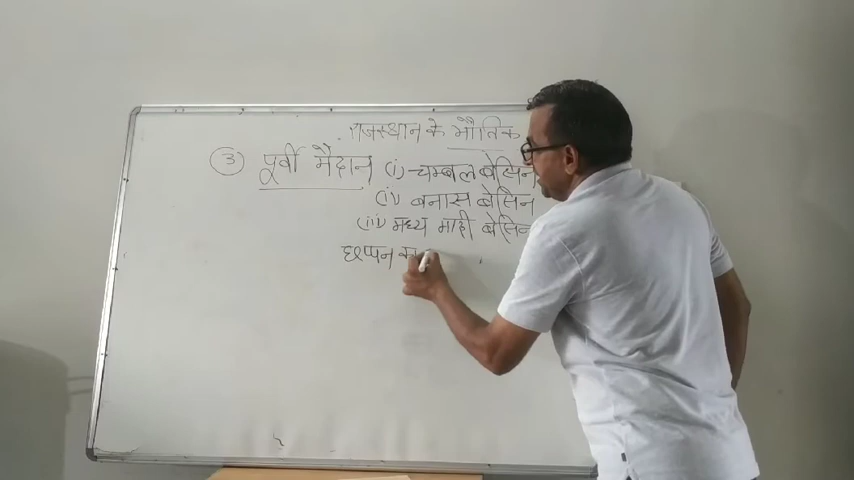 राजस्थान के भौतिक
③ पूर्वी मैदान (i) चम्बल बेसिन
(ii) बनास बेसिन
(iii) मध्य माही बेसिन
छप्पन का